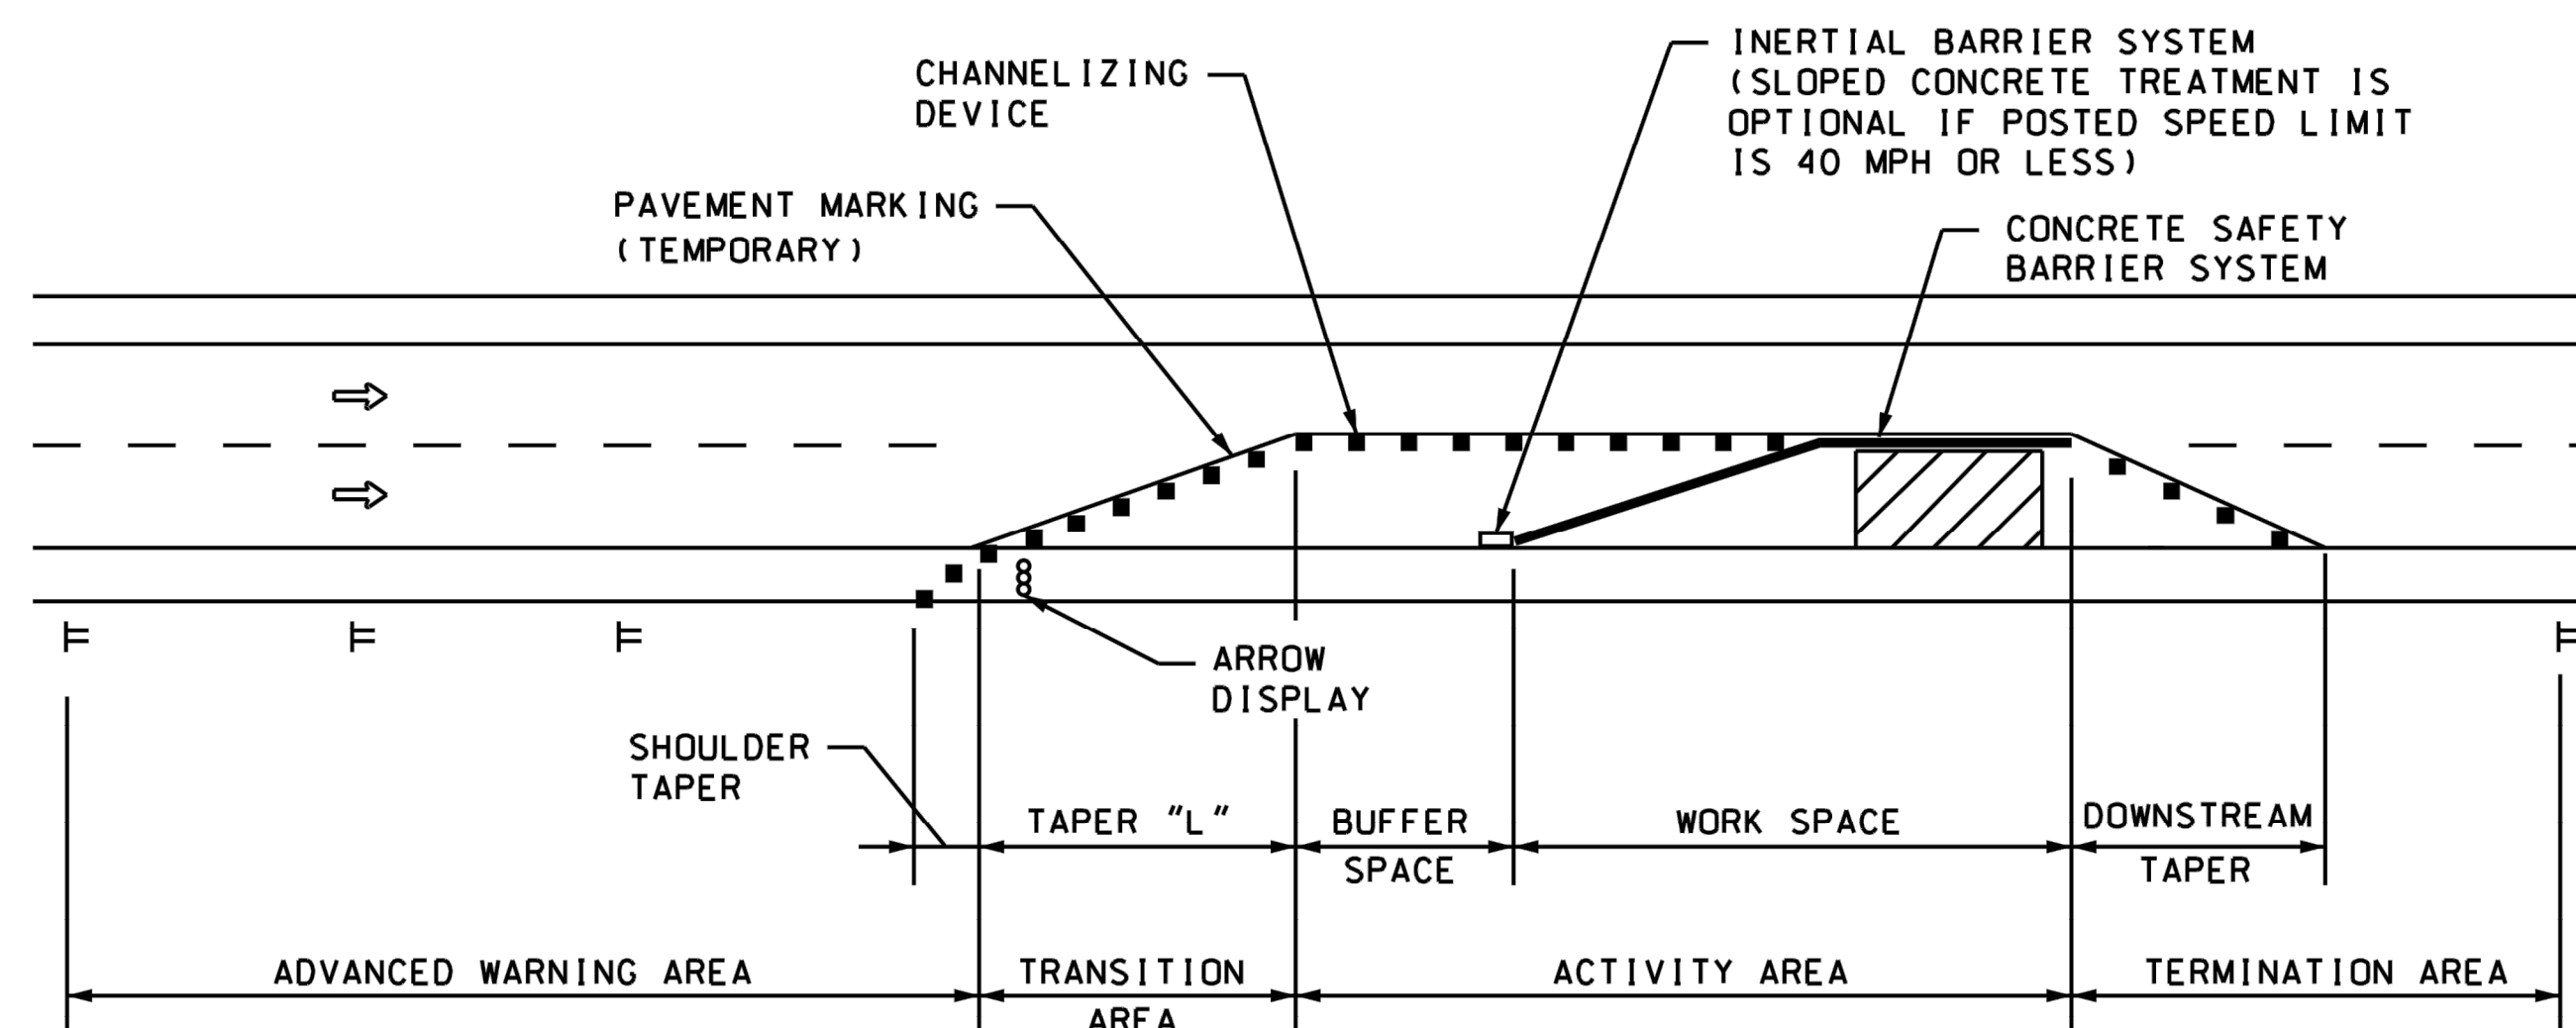 INERTIAL BARRIER SYSTEM
(SLOPED CONCRETE TREATMENT IS
OPTIONAL IF POSTED SPEED LIMIT
IS 40 MPH OR LESS)
CHANNELIZING
DEVICE
PAVEMENT MARKING
(TEMPORARY)
CONCRETE SAFETY
BARRIER SYSTEM
ARROW
DISPLAY
SHOULDER
TAPER
TAPER "L"
BUFFER
SPACE
WORK SPACE
DOWNSTREAM
TAPER
ADVANCED WARNING AREA
TRANSITION
AREA
ACTIVITY AREA
TERMINATION AREA